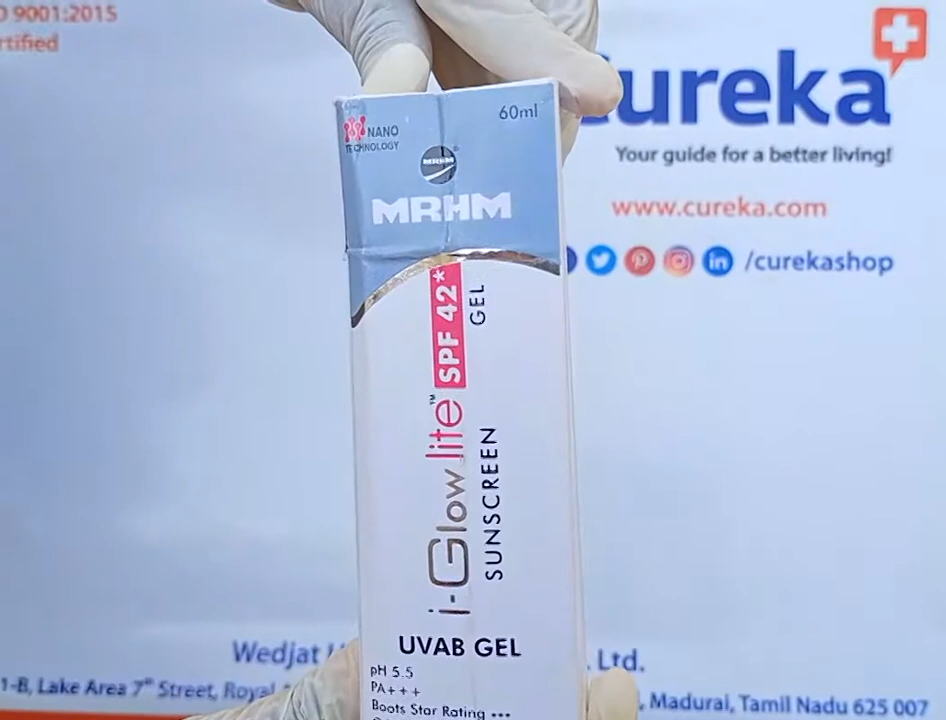 9001:2015
rtified
cureka
Your guide for a better living!
www.cureka.com
/curekashop
in
60ml
NANO
TECHNOLOGY
MRHM
MRHM
i-Glow lite™ SPF 42*
SUNSCREEN GEL
UVAB GEL
pH 5.5
PA+++
Boots Star Rating •••
Wedjat
. Ltd.
1-B, Lake Area 7th Street, Royal
, Madurai, Tamil Nadu 625 007